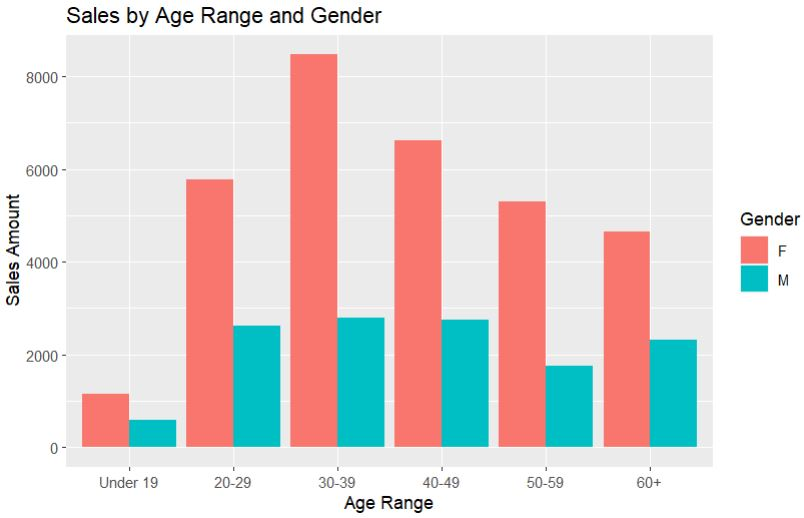 Sales by Age Range and Gender
Sales Amount
8000
6000
4000
2000
0
Under 19
20-29
30-39
40-49
50-59
60+
Age Range
Gender
F
M